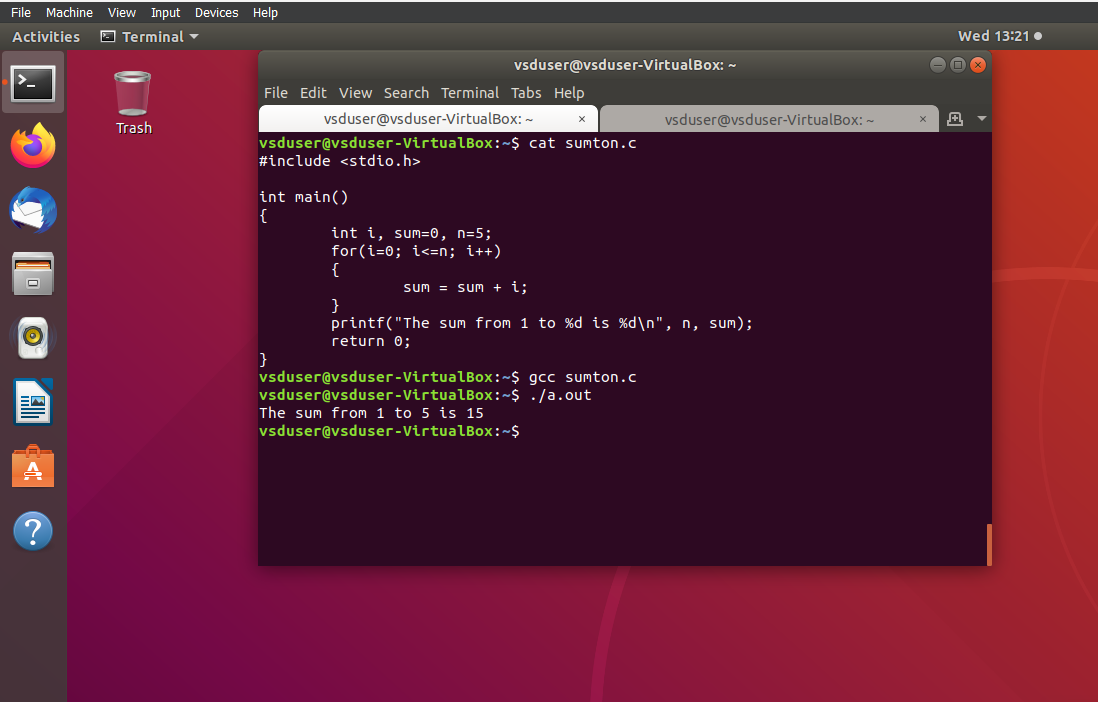 File Machine View Input Devices Help
Activities Terminal Wed 13:21
Trash
vsduser@vsduser-VirtualBox: ~
File Edit View Search Terminal Tabs Help
vsduser@vsduser-VirtualBox: ~ × vsduser@vsduser-VirtualBox: ~ ×
vsduser@vsduser-VirtualBox:~$ cat sumton.c
#include <stdio.h>
int main()
{
        int i, sum=0, n=5;
        for(i=0; i<=n; i++)
        {
                sum = sum + i;
        }
        printf("The sum from 1 to %d is %d\n", n, sum);
        return 0;
}
vsduser@vsduser-VirtualBox:~$ gcc sumton.c
vsduser@vsduser-VirtualBox:~$ ./a.out
The sum from 1 to 5 is 15
vsduser@vsduser-VirtualBox:~$